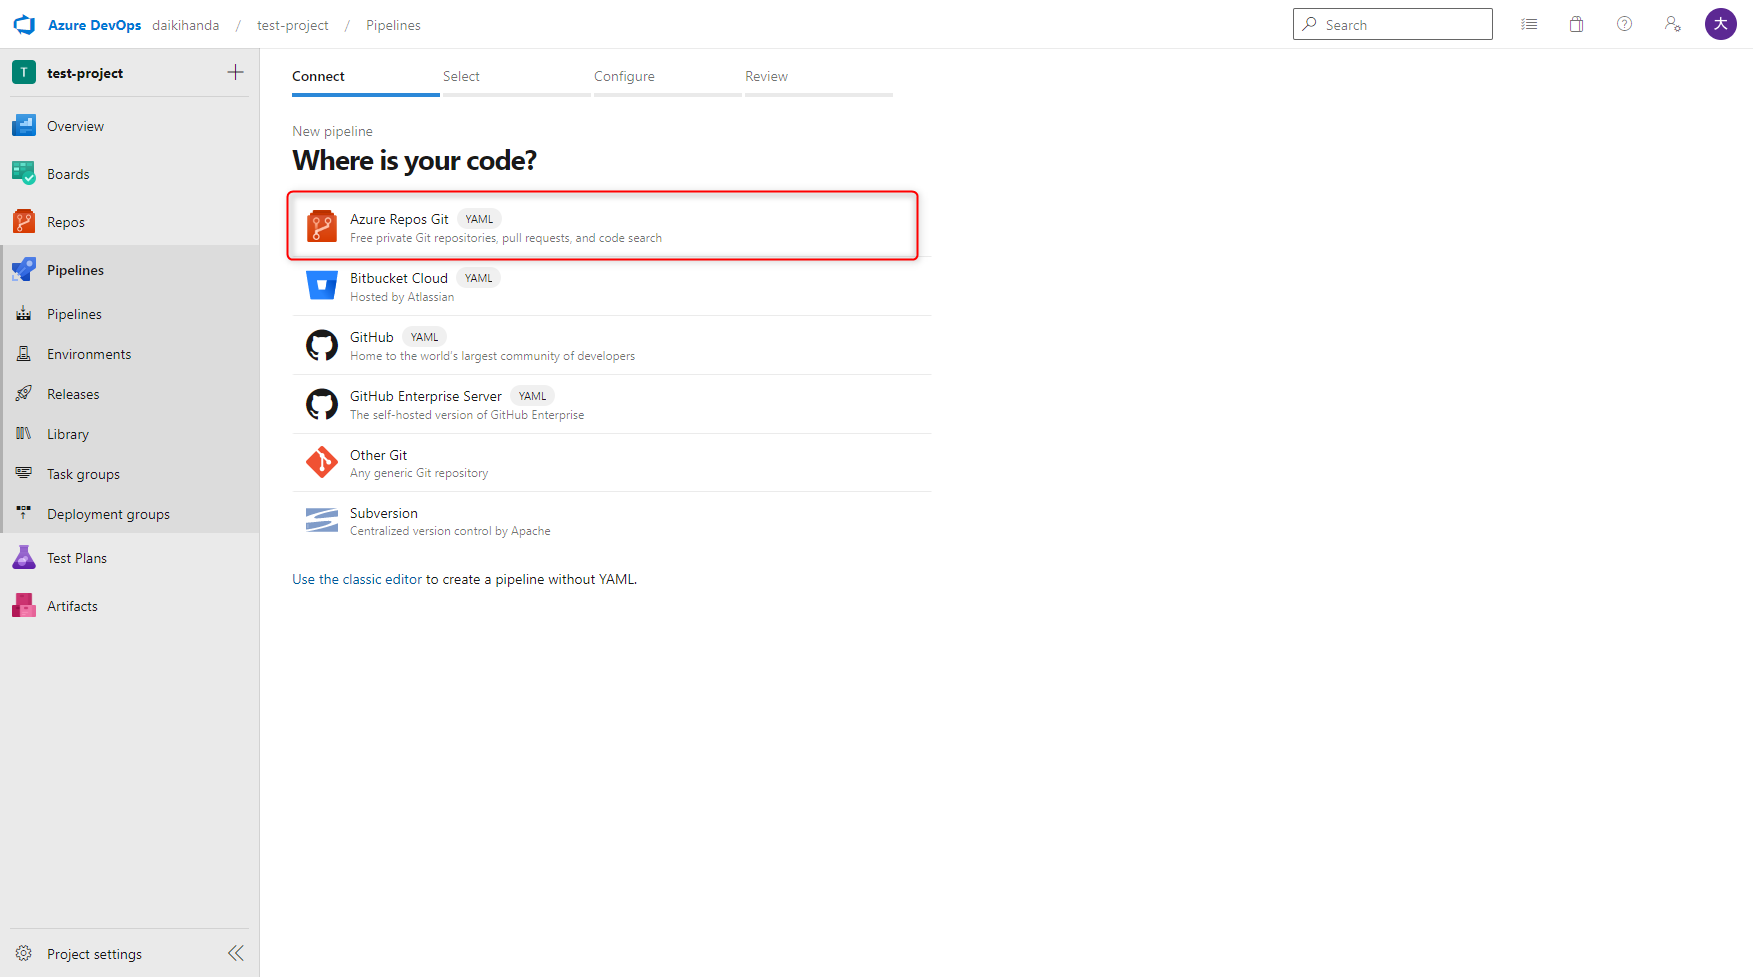 Azure DevOps daikihanda / test-project / Pipelines
Search
大
T test-project
Overview
Boards
Repos
Pipelines
Pipelines
Environments
Releases
Library
Task groups
Deployment groups
Test Plans
Artifacts
Project settings
Connect Select Configure Review
New pipeline
Where is your code?
Azure Repos Git YAML
Free private Git repositories, pull requests, and code search
Bitbucket Cloud YAML
Hosted by Atlassian
GitHub YAML
Home to the world's largest community of developers
GitHub Enterprise Server YAML
The self-hosted version of GitHub Enterprise
Other Git
Any generic Git repository
Subversion
Centralized version control by Apache
Use the classic editor to create a pipeline without YAML.